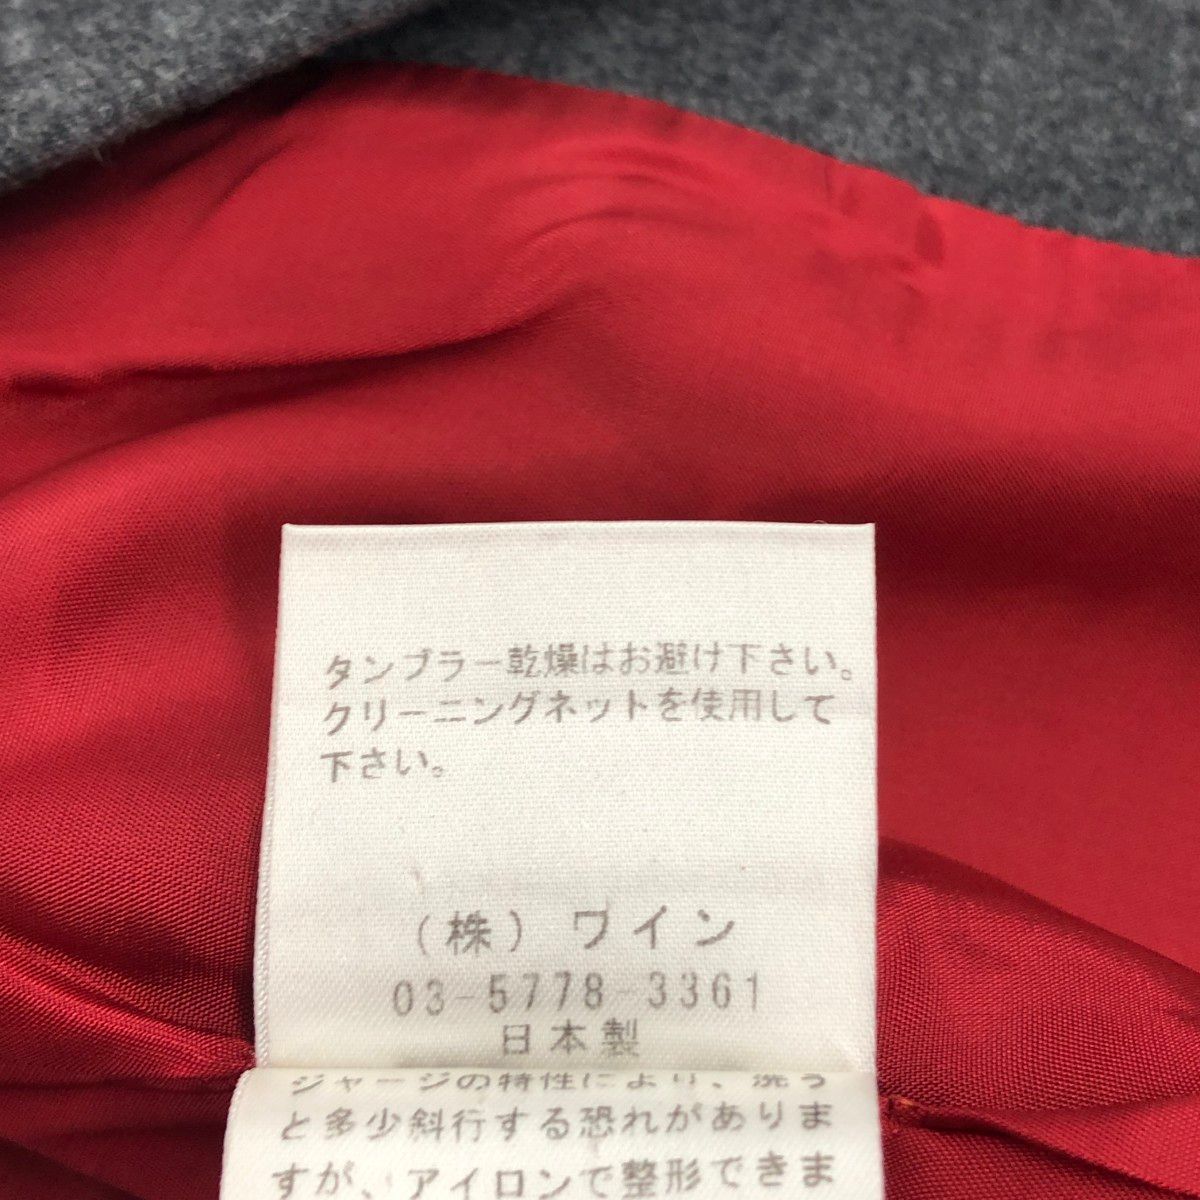 タンブラー乾燥はお避け下さい。
クリーニングネットを使用して
下さい。
(株) ワイン
03-5778-3361
日本製
ジャージの特性により、洗う
と多少斜行する恐れがありま
すが、アイロンで整形できま